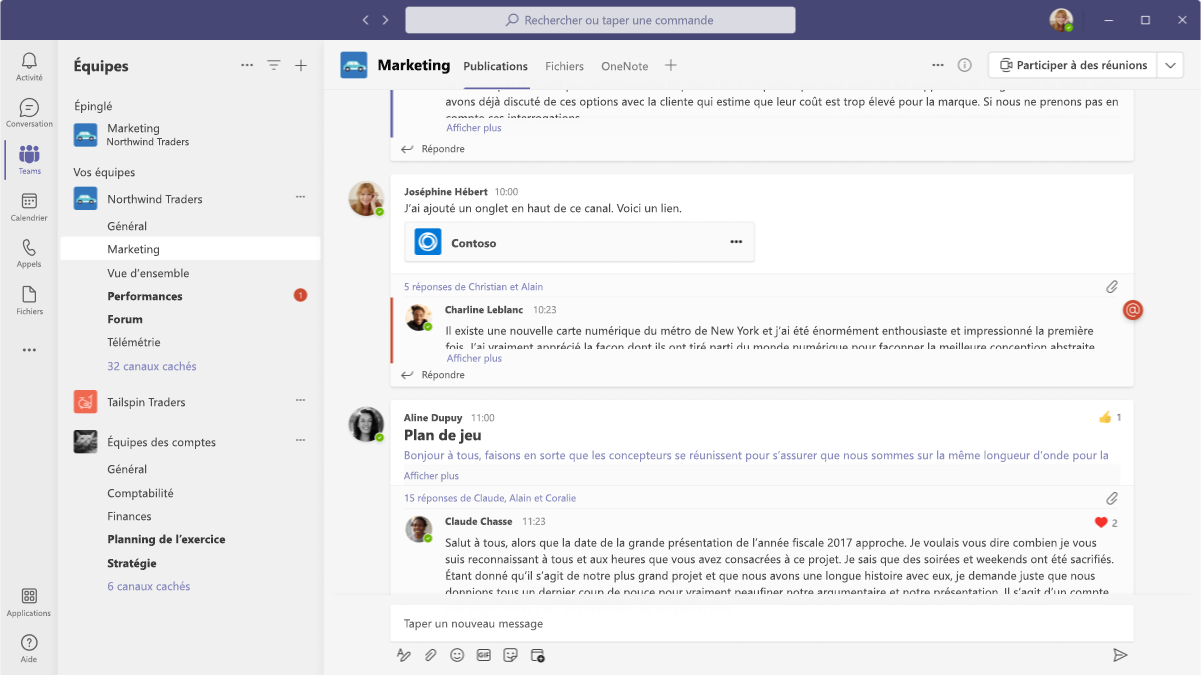 Rechercher ou taper une commande
Activité
Conversation
Teams
Calendrier
Appels
Fichiers
Applications
Aide
Équipes
Épinglé
Marketing
Northwind Traders
Vos équipes
Northwind Traders
Général
Marketing
Vue d'ensemble
Performances 1
Forum
Télémétrie
32 canaux cachés
Tailspin Traders
Équipes des comptes
Général
Comptabilité
Finances
Planning de l'exercice
Stratégie
6 canaux cachés
Marketing Publications Fichiers OneNote
Participer à des réunions
avons déjà discuté de ces options avec la cliente qui estime que leur coût est trop élevé pour la marque. Si nous ne prenons pas en
compte ces interrogations
Afficher plus
Répondre
Joséphine Hébert 10:00
J'ai ajouté un onglet en haut de ce canal. Voici un lien.
Contoso
5 réponses de Christian et Alain
Charline Leblanc 10:23
Il existe une nouvelle carte numérique du métro de New York et j'ai été énormément enthousiaste et impressionné la première
fois. J'ai vraiment apprécié la façon dont ils ont tiré parti du monde numérique pour façonner la meilleure conception abstraite
Afficher plus
Répondre
Aline Dupuy 11:00
1
Plan de jeu
Bonjour à tous, faisons en sorte que les concepteurs se réunissent pour s'assurer que nous sommes sur la même longueur d'onde pour la
Afficher plus
15 réponses de Claude, Alain et Coralie
Claude Chasse 11:23
2
Salut à tous, alors que la date de la grande présentation de l'année fiscale 2017 approche. Je voulais vous dire combien je vous
suis reconnaissant à tous et aux heures que vous avez consacrées à ce projet. Je sais que des soirées et weekends ont été sacrifiés.
Étant donné qu'il s'agit de notre plus grand projet et que nous avons une longue histoire avec eux, je demande juste que nous
donnions tous un dernier coup de pouce pour vraiment peaufiner notre argumentaire et notre présentation. Il s'agit d'un compte
Taper un nouveau message
GIF